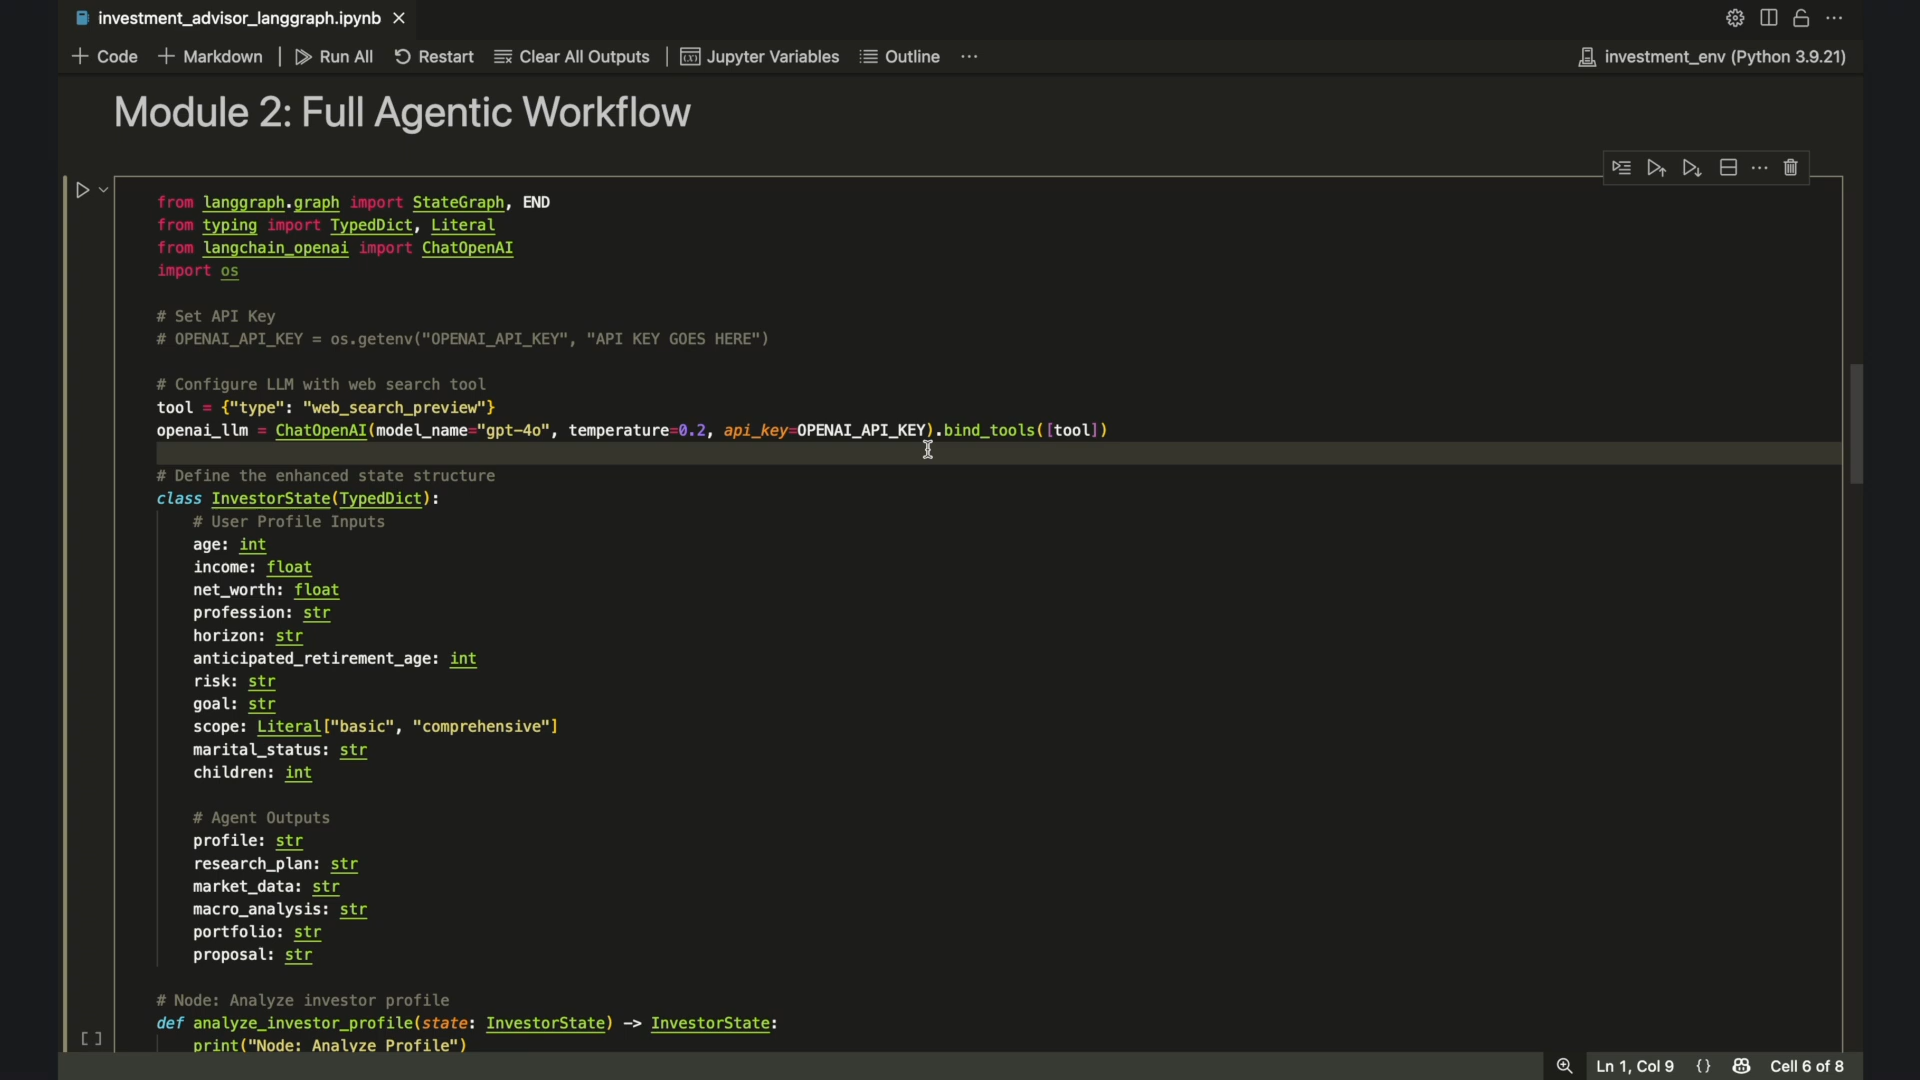 investment_advisor_langgraph.ipynb
Code Markdown Run All Restart Clear All Outputs Jupyter Variables Outline ··· investment_env (Python 3.9.21)
Module 2: Full Agentic Workflow
from langgraph.graph import StateGraph, END
from typing import TypedDict, Literal
from langchain_openai import ChatOpenAI
import os
# Set API Key
# OPENAI_API_KEY = os.getenv("OPENAI_API_KEY", "API KEY GOES HERE")
# Configure LLM with web search tool
tool = {"type": "web_search_preview"}
openai_llm = ChatOpenAI(model_name="gpt-4o", temperature=0.2, api_key=OPENAI_API_KEY).bind_tools([tool])
# Define the enhanced state structure
class InvestorState(TypedDict):
# User Profile Inputs
age: int
income: float
net_worth: float
profession: str
horizon: str
anticipated_retirement_age: int
risk: str
goal: str
scope: Literal["basic", "comprehensive"]
marital_status: str
children: int
# Agent Outputs
profile: str
research_plan: str
market_data: str
macro_analysis: str
portfolio: str
proposal: str
# Node: Analyze investor profile
def analyze_investor_profile(state: InvestorState) -> InvestorState:
print("Node: Analyze Profile")
[ ]
Ln 1, Col 9 {} Cell 6 of 8